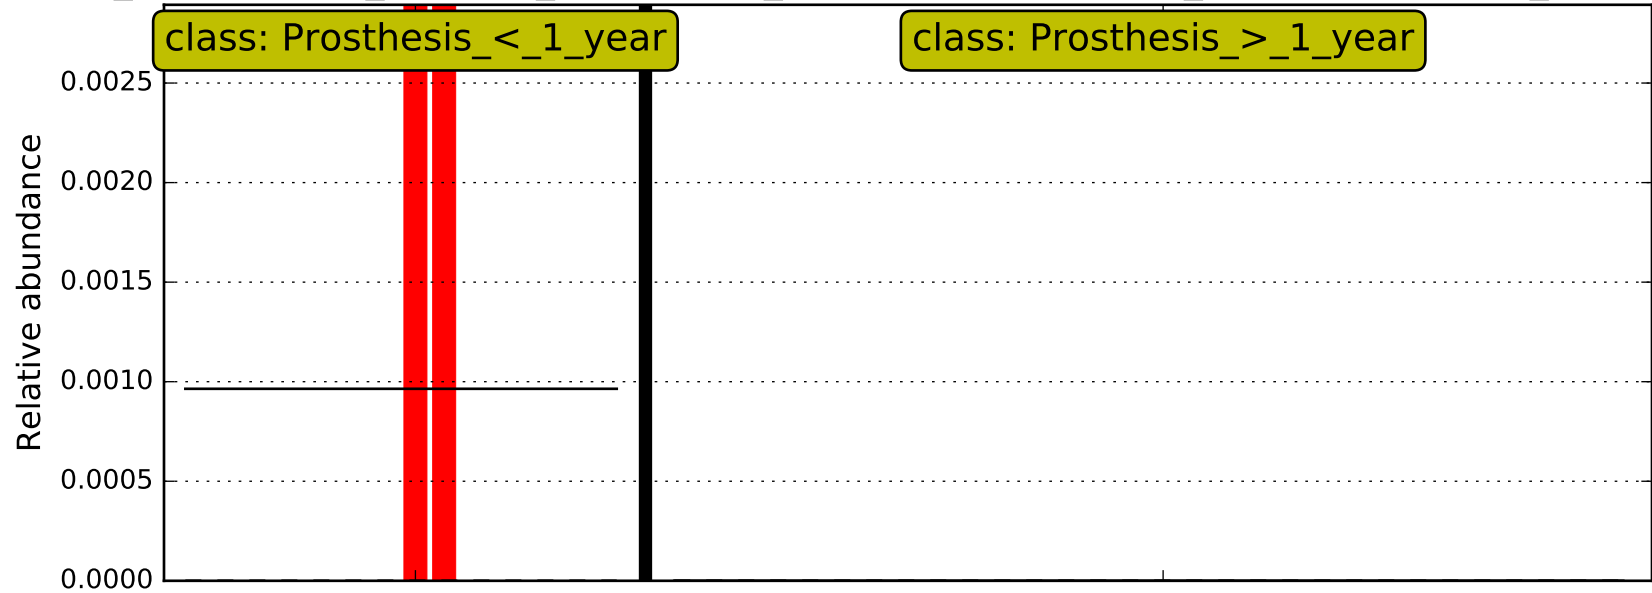 class: Prosthesis_<_1_year
class: Prosthesis_>_1_year
0.0025
0.0020
0.0015
0.0010
0.0005
0.0000
Relative abundance